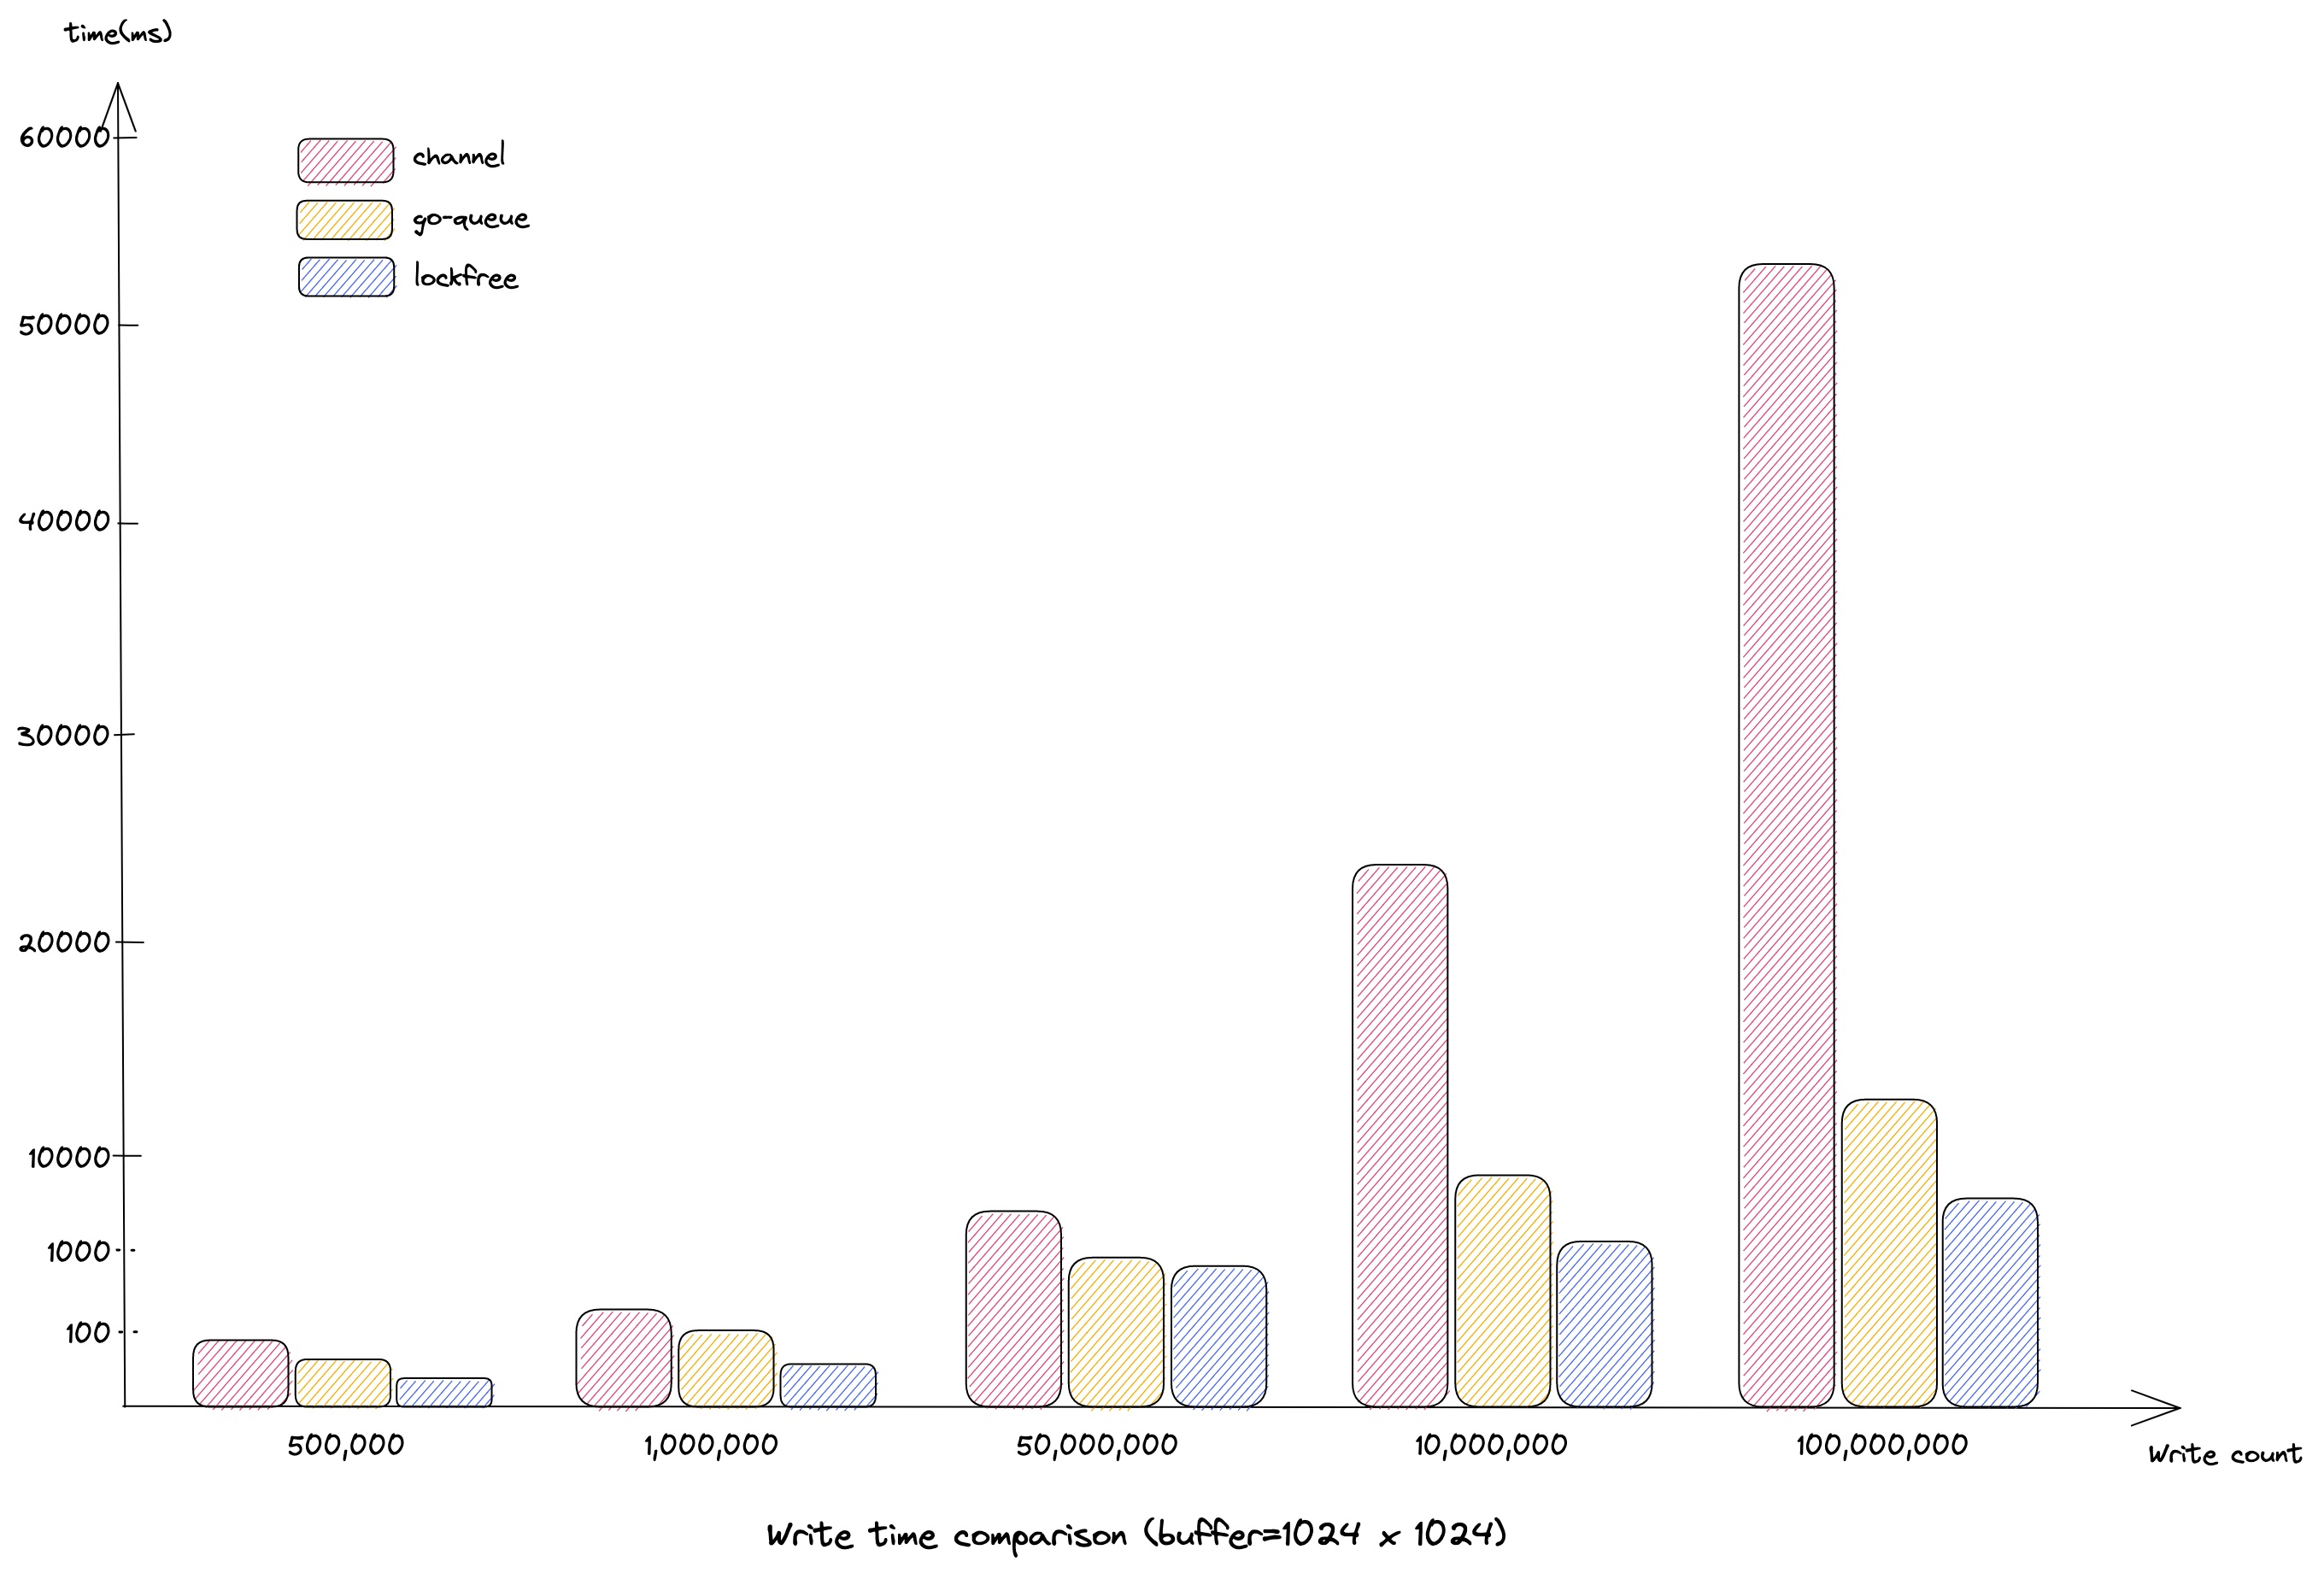 time(ms)
60000
channel
go-queue
lockfree
50000
40000
30000
20000
10000
1000
100
500,000
1,000,000
50,000,000
10,000,000
100,000,000
Write count
Write time comparison (buffer=1024 x 1024)